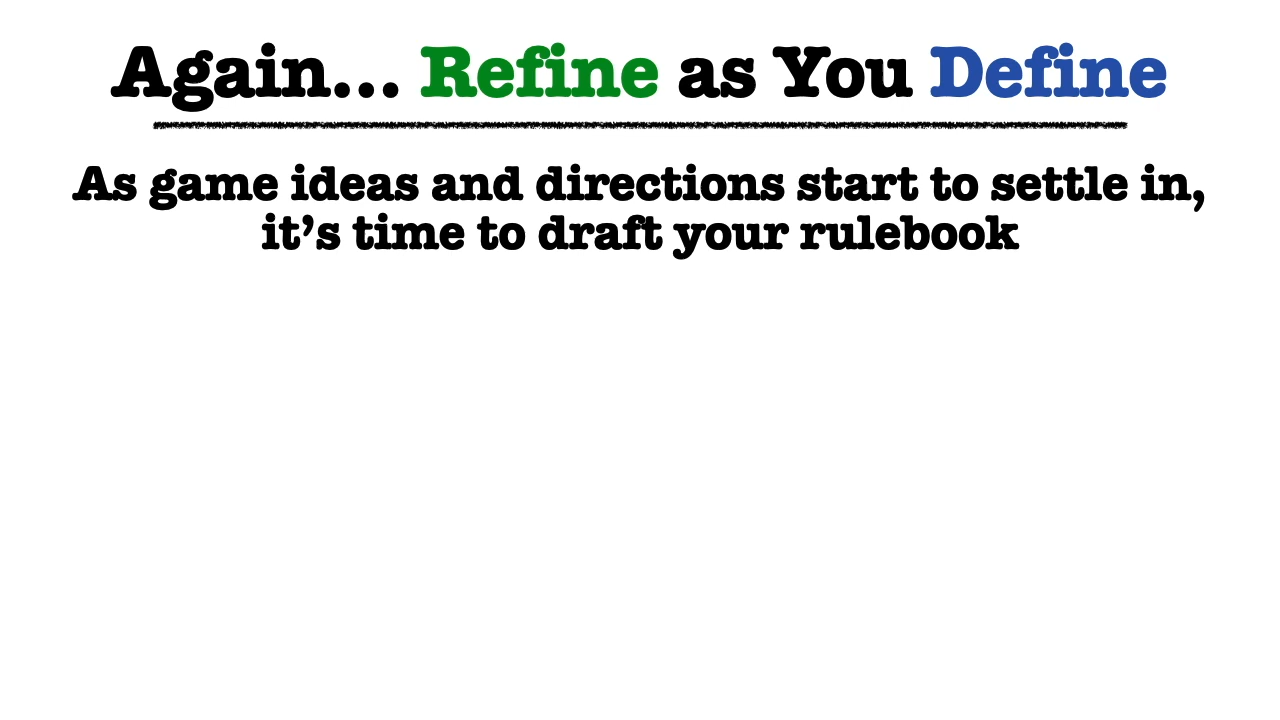 Again... Refine as You Define
As game ideas and directions start to settle in,
it’s time to draft your rulebook